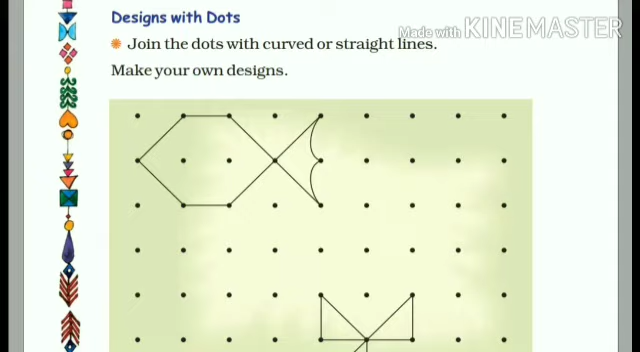 Designs with Dots
Made with KINEMASTER
Join the dots with curved or straight lines.
Make your own designs.